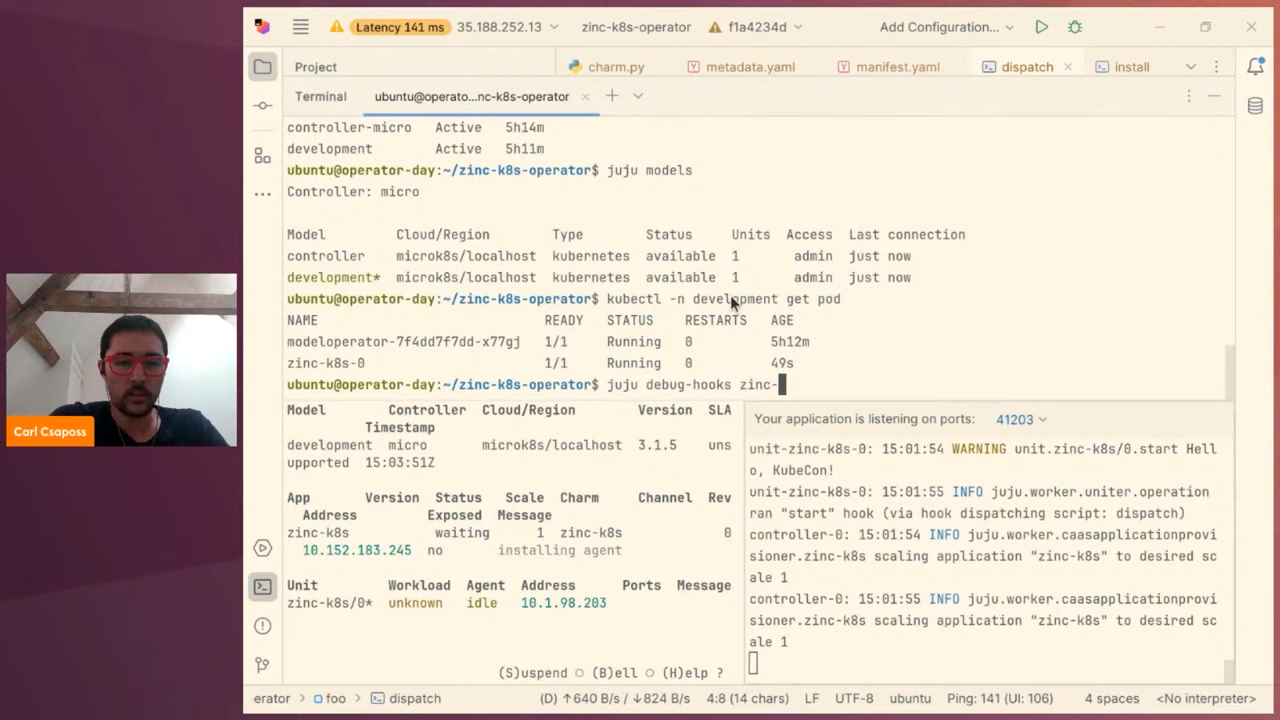 Latency 141 ms 35.188.252.13 zinc-k8s-operator f1a4234d Add Configuration...
Project charm.py metadata.yaml manifest.yaml dispatch install
Terminal ubuntu@operato...nc-k8s-operator
controller-micro Active 5h14m
development Active 5h11m
ubuntu@operator-day:~/zinc-k8s-operator$ juju models
Controller: micro
Model Cloud/Region Type Status Units Access Last connection
controller microk8s/localhost kubernetes available 1 admin just now
development* microk8s/localhost kubernetes available 1 admin just now
ubuntu@operator-day:~/zinc-k8s-operator$ kubectl -n development get pod
NAME READY STATUS RESTARTS AGE
modeloperator-7f4dd7f7dd-x77gj 1/1 Running 0 5h12m
zinc-k8s-0 1/1 Running 0 49s
ubuntu@operator-day:~/zinc-k8s-operator$ juju debug-hooks zinc-
Model Controller Cloud/Region Version SLA
Timestamp
development micro microk8s/localhost 3.1.5 uns
upported 15:03:51Z
App Version Status Scale Charm Channel Rev
Address Exposed Message
zinc-k8s waiting 1 zinc-k8s 0
10.152.183.245 no installing agent
Unit Workload Agent Address Ports Message
zinc-k8s/0* unknown idle 10.1.98.203
(S)uspend (B)ell (H)elp ?
Your application is listening on ports: 41203
unit-zinc-k8s-0: 15:01:54 WARNING unit.zinc-k8s/0.start Hell
o, KubeCon!
unit-zinc-k8s-0: 15:01:55 INFO juju.worker.uniter.operation
ran "start" hook (via hook dispatching script: dispatch)
controller-0: 15:01:54 INFO juju.worker.caasapplicationprovi
sioner.zinc-k8s scaling application "zinc-k8s" to desired sc
ale 1
controller-0: 15:01:55 INFO juju.worker.caasapplicationprovi
sioner.zinc-k8s scaling application "zinc-k8s" to desired sc
ale 1
erator > foo > dispatch (D) ↑640 B/s / ↓824 B/s 4:8 (14 chars) LF UTF-8 ubuntu Ping: 141 (UI: 106) 4 spaces <No interpreter>
Carl Csaposs